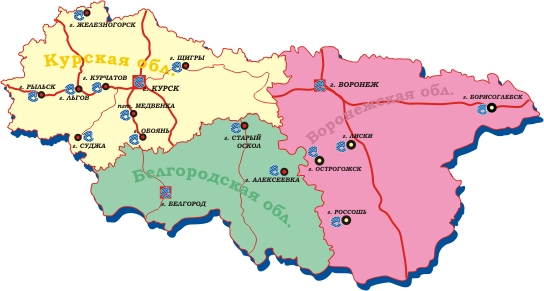 г. ЖЕЛЕЗНОГОРСК
Курская обл.
г. ЩИГРЫ
г. РЫЛЬСК
г. КУРЧАТОВ
г. ЛЬГОВ
г. КУРСК
пгт. МЕДВЕНКА
г. ОБОЯНЬ
г. СУДЖА
г. ВОРОНЕЖ
Воронежская обл.
г. БОРИСОГЛЕБСК
г. СТАРЫЙ
ОСКОЛ
г. ЛИСКИ
г. ОСТРОГОЖСК
Белгородская обл.
г. АЛЕКСЕЕВКА
г. БЕЛГОРОД
г. РОССОШЬ